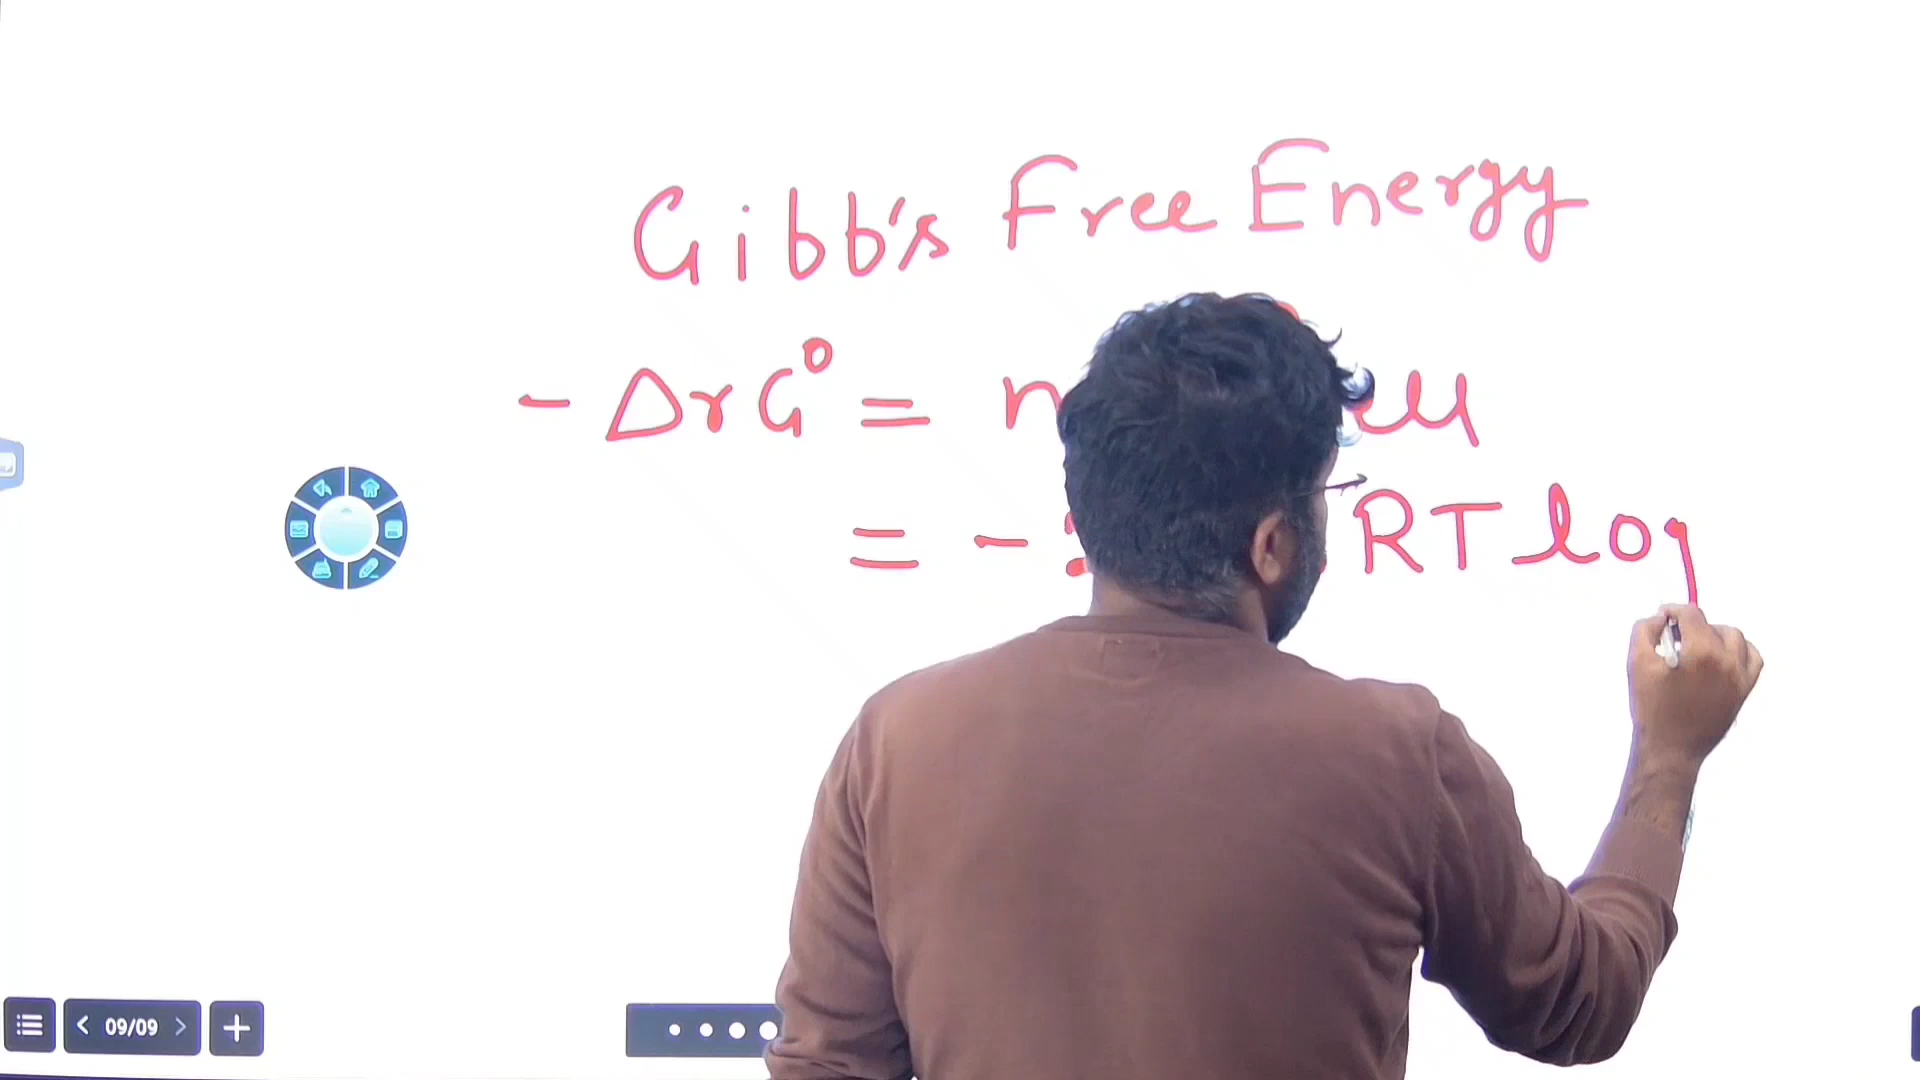 Gibb's Free Energy
- ΔrG° =
= - RT log
09/09